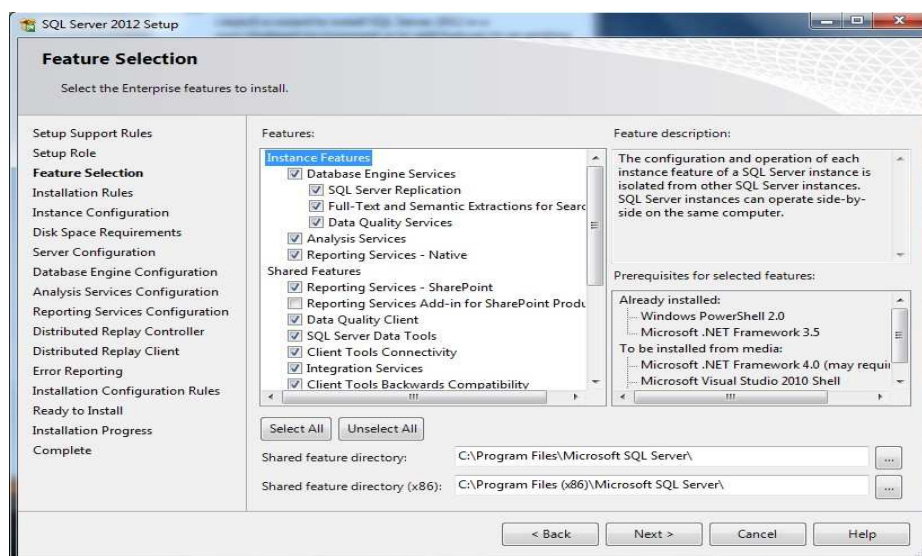 SQL Server 2012 Setup
Feature Selection
Select the Enterprise features to install.
Setup Support Rules
Setup Role
Feature Selection
Installation Rules
Instance Configuration
Disk Space Requirements
Server Configuration
Database Engine Configuration
Analysis Services Configuration
Reporting Services Configuration
Distributed Replay Controller
Distributed Replay Client
Error Reporting
Installation Configuration Rules
Ready to Install
Installation Progress
Complete
Features:
Instance Features
Database Engine Services
SQL Server Replication
Full-Text and Semantic Extractions for Searc
Data Quality Services
Analysis Services
Reporting Services - Native
Shared Features
Reporting Services - SharePoint
Reporting Services Add-in for SharePoint Produ
Data Quality Client
SQL Server Data Tools
Client Tools Connectivity
Integration Services
Client Tools Backwards Compatibility
Feature description:
The configuration and operation of each
instance feature of a SQL Server instance is
isolated from other SQL Server instances.
SQL Server instances can operate side-by-
side on the same computer.
Prerequisites for selected features:
Already installed:
Windows PowerShell 2.0
Microsoft .NET Framework 3.5
To be installed from media:
Microsoft .NET Framework 4.0 (may requi
Microsoft Visual Studio 2010 Shell
Select All
Unselect All
Shared feature directory:
C:\Program Files\Microsoft SQL Server\
...
Shared feature directory (x86):
C:\Program Files (x86)\Microsoft SQL Server\
...
< Back
Next >
Cancel
Help